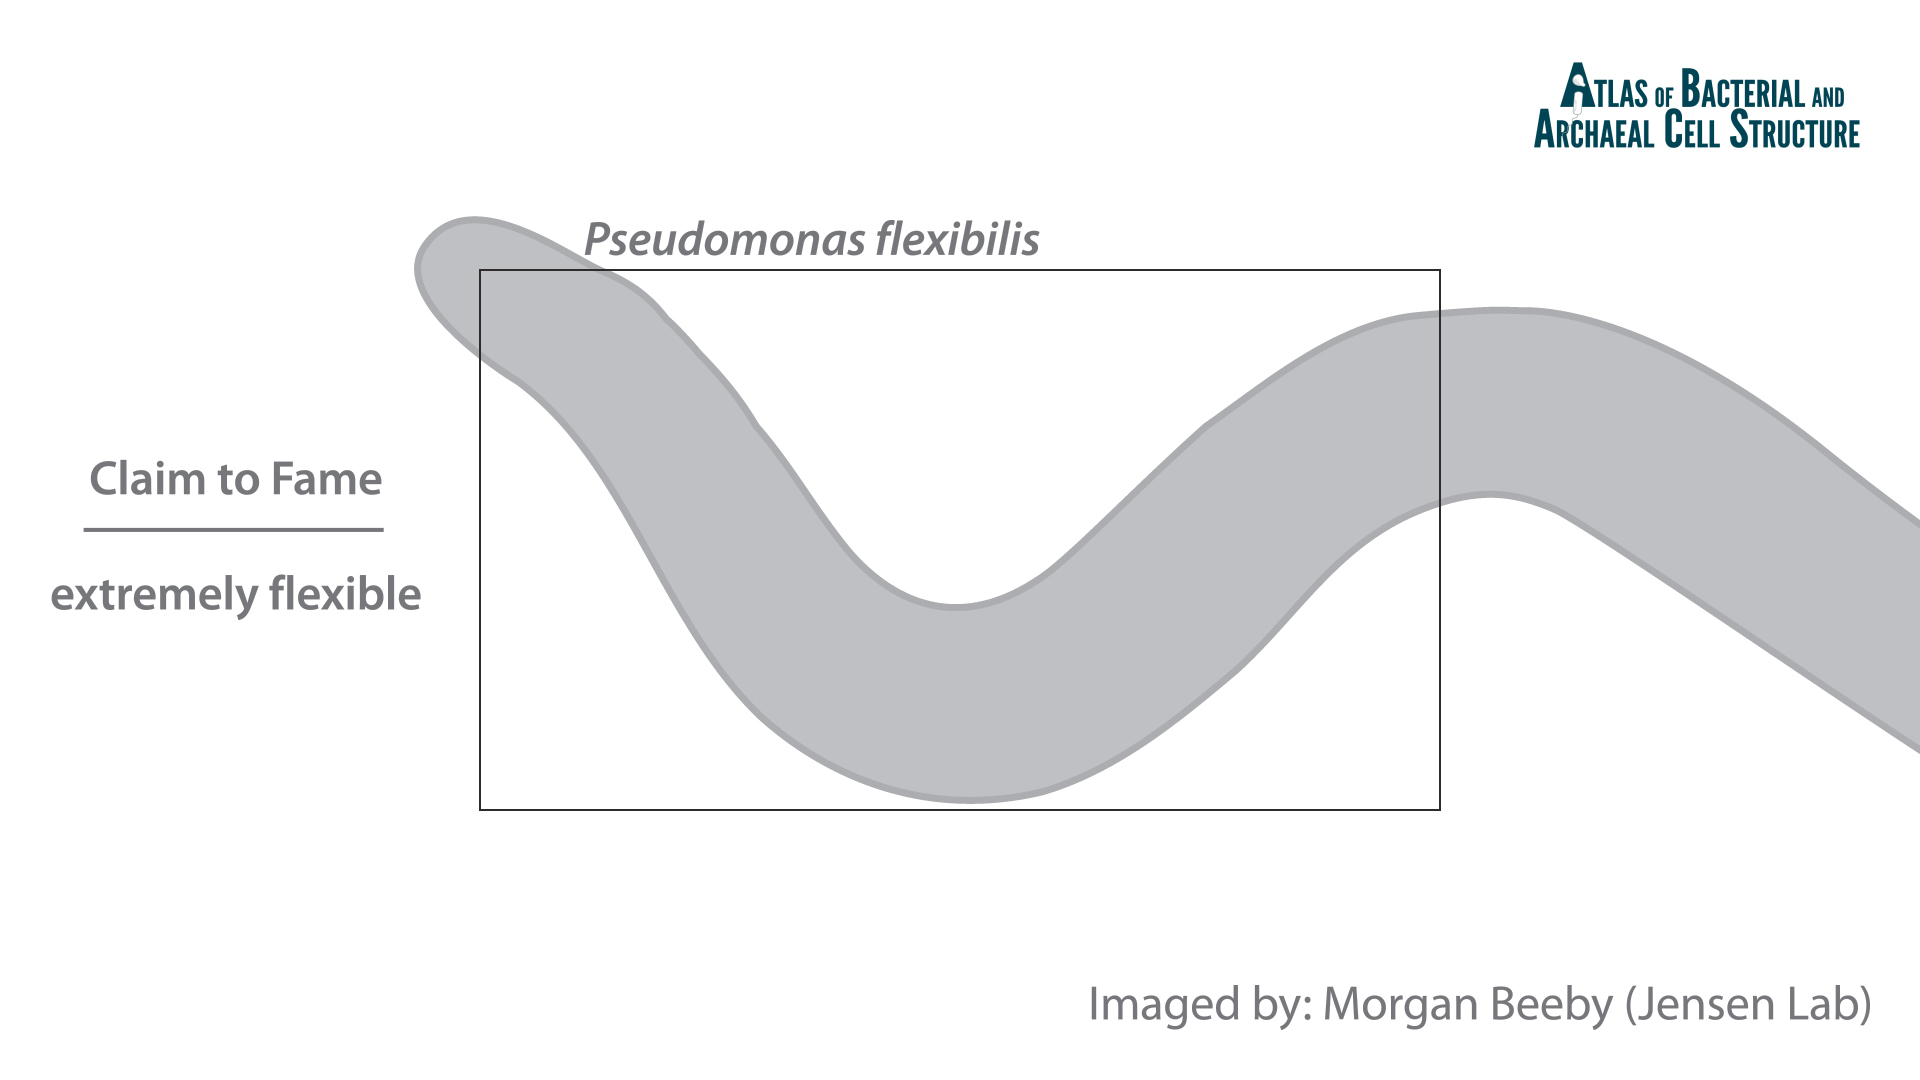 Atlas of Bacterial and
Archaeal Cell Structure
Pseudomonas flexibilis
Claim to Fame
extremely flexible
Imaged by: Morgan Beeby (Jensen Lab)